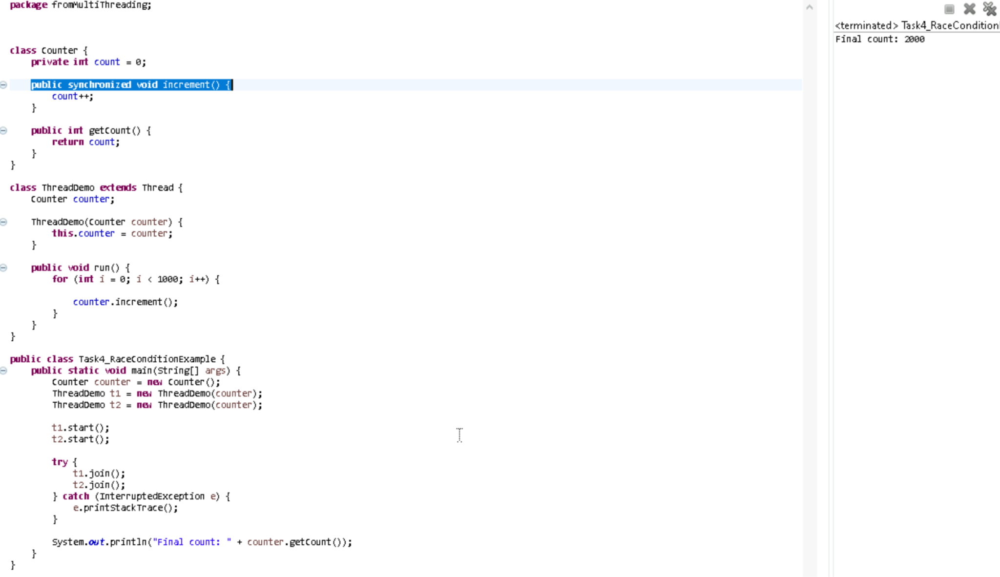 package fromMultiThreading;
class Counter {
    private int count = 0;
    public synchronized void increment() {
        count++;
    }
    public int getCount() {
        return count;
    }
}
class ThreadDemo extends Thread {
    Counter counter;
    ThreadDemo(Counter counter) {
        this.counter = counter;
    }
    public void run() {
        for (int i = 0; i < 1000; i++) {
            counter.increment();
        }
    }
}
public class Task4_RaceConditionExample {
    public static void main(String[] args) {
        Counter counter = new Counter();
        ThreadDemo t1 = new ThreadDemo(counter);
        ThreadDemo t2 = new ThreadDemo(counter);
        t1.start();
        t2.start();
        try {
            t1.join();
            t2.join();
        } catch (InterruptedException e) {
            e.printStackTrace();
        }
        System.out.println("Final count: " + counter.getCount());
    }
}
<terminated> Task4_RaceCondition
Final count: 2000